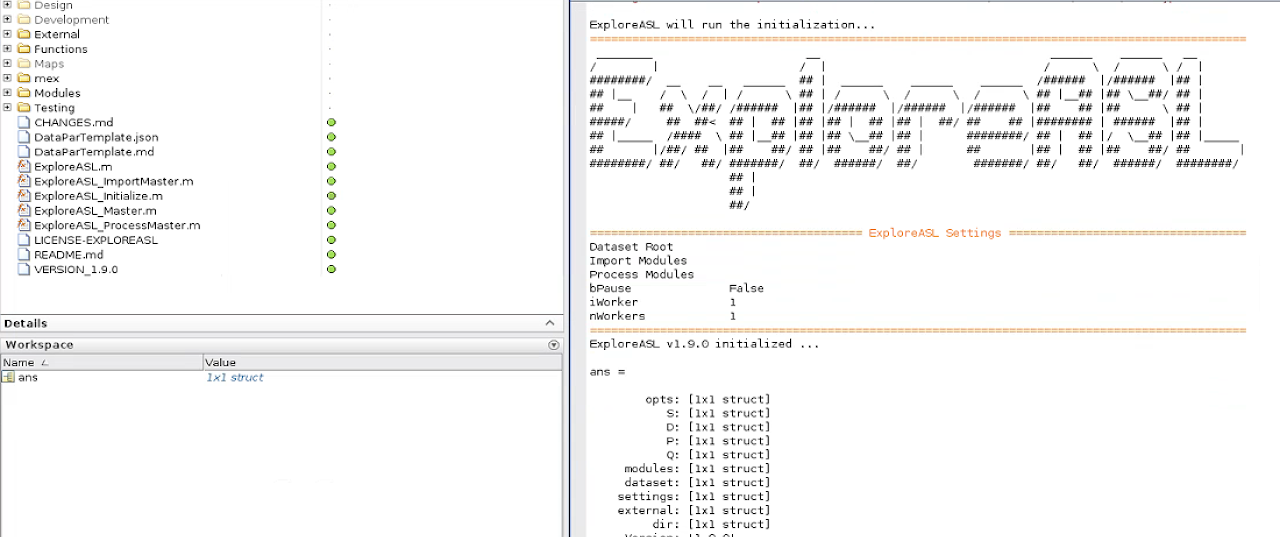 Design
Development
External
Functions
Maps
mex
Modules
Testing
CHANGES.md
DataParTemplate.json
DataParTemplate.md
ExploreASL.m
ExploreASL_ImportMaster.m
ExploreASL_Initialize.m
ExploreASL_Master.m
ExploreASL_ProcessMaster.m
LICENSE-EXPLOREASL
README.md
VERSION_1.9.0
Details
Workspace
Name Value
ans 1x1 struct
ExploreASL will run the initialization...
ExploreASL
ExploreASL Settings
Dataset Root
Import Modules
Process Modules
bPause False
iWorker 1
nWorkers 1
ExploreASL v1.9.0 initialized ...
ans =
opts: [1x1 struct]
S: [1x1 struct]
D: [1x1 struct]
P: [1x1 struct]
Q: [1x1 struct]
modules: [1x1 struct]
dataset: [1x1 struct]
settings: [1x1 struct]
external: [1x1 struct]
dir: [1x1 struct]